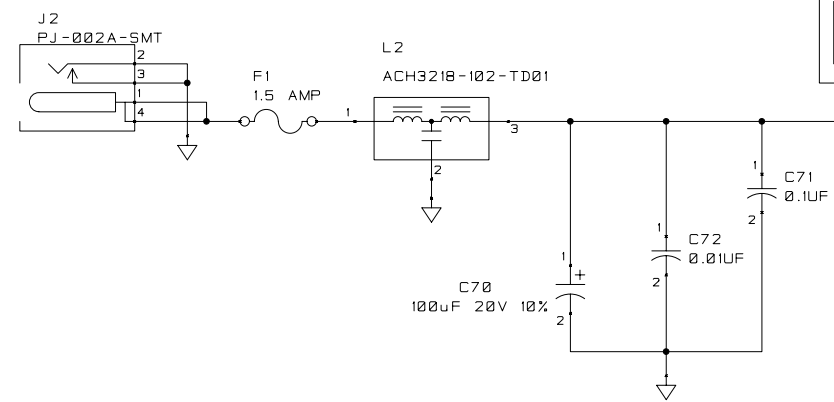 J2
PJ-002A-SMT
2
3
1
4
F1
1.5 AMP
L2
ACH3218-102-TD01
1
3
2
1
C71
0.1UF
2
1
C72
0.01UF
2
1
+
C70
100uF 20V 10%
2